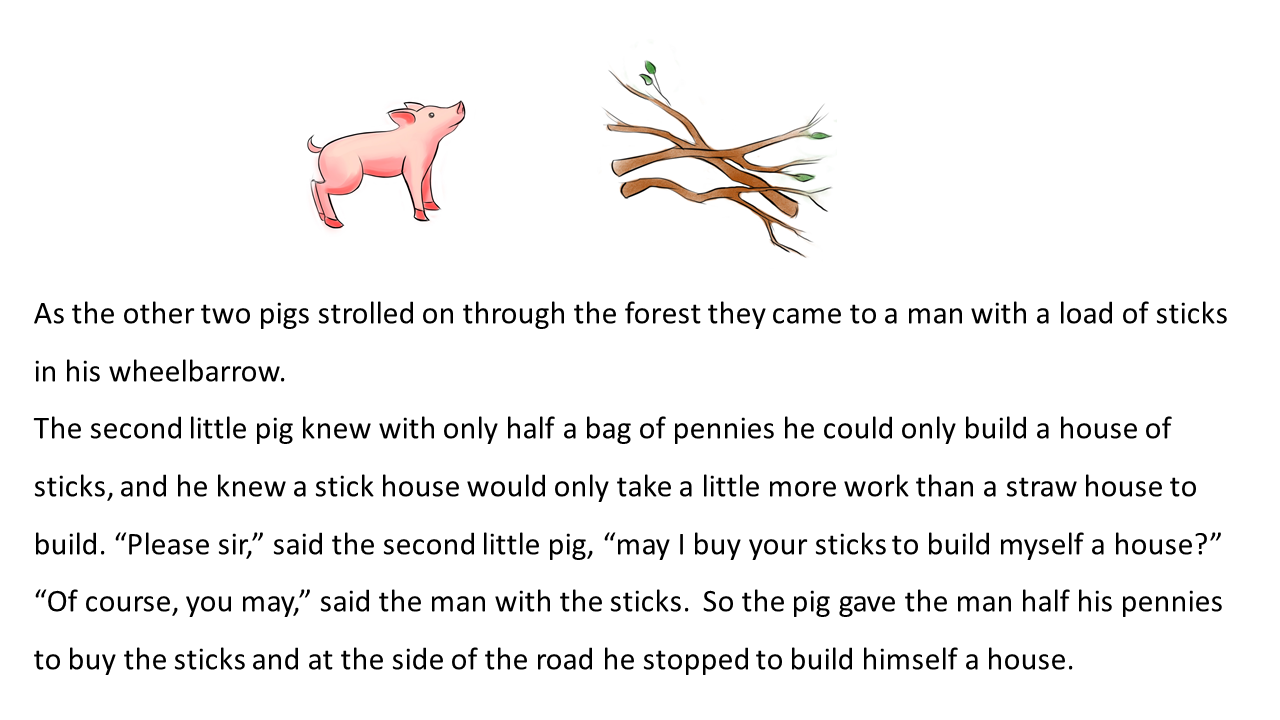 As the other two pigs strolled on through the forest they came to a man with a load of sticks
in his wheelbarrow.
The second little pig knew with only half a bag of pennies he could only build a house of
sticks, and he knew a stick house would only take a little more work than a straw house to
build. “Please sir,” said the second little pig, “may I buy your sticks to build myself a house?”
“Of course, you may,” said the man with the sticks.  So the pig gave the man half his pennies
to buy the sticks and at the side of the road he stopped to build himself a house.